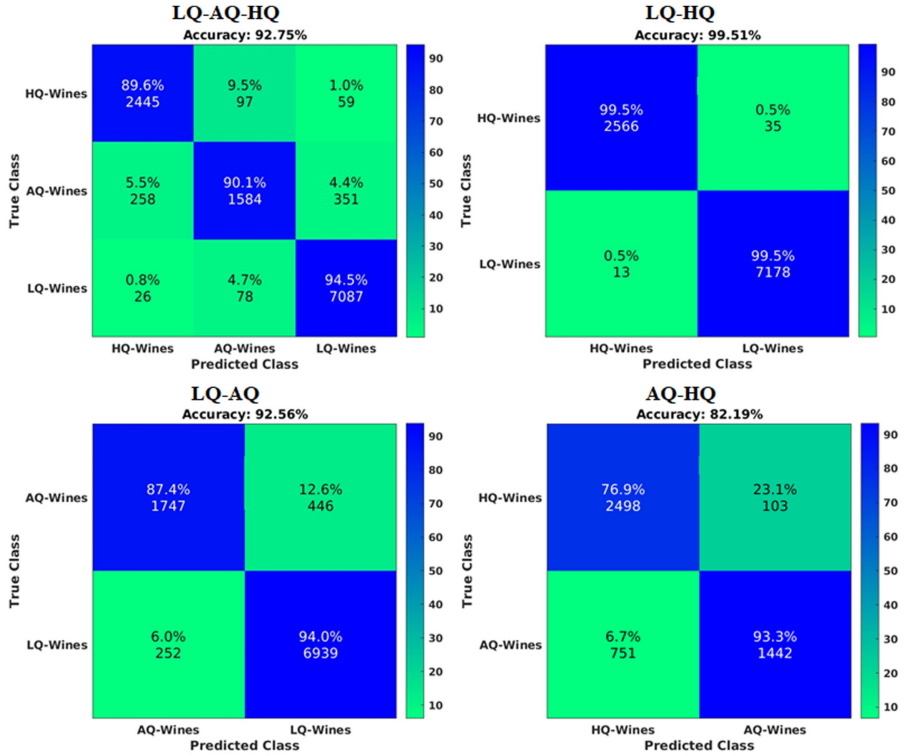 LQ-AQ-HQ
Accuracy: 92.75%
True Class
HQ-Wines
AQ-Wines
LQ-Wines
89.6% 9.5% 1.0%
2445 97 59
5.5% 90.1% 4.4%
258 1584 351
0.8% 4.7% 94.5%
26 78 7087
HQ-Wines AQ-Wines LQ-Wines
Predicted Class
90
80
70
60
50
40
30
20
10
LQ-HQ
Accuracy: 99.51%
True Class
HQ-Wines
LQ-Wines
99.5% 0.5%
2566 35
0.5% 99.5%
13 7178
HQ-Wines LQ-Wines
Predicted Class
90
80
70
60
50
40
30
20
10
LQ-AQ
Accuracy: 92.56%
True Class
AQ-Wines
LQ-Wines
87.4% 12.6%
1747 446
6.0% 94.0%
252 6939
AQ-Wines LQ-Wines
Predicted Class
90
80
70
60
50
40
30
20
10
AQ-HQ
Accuracy: 82.19%
True Class
HQ-Wines
AQ-Wines
76.9% 23.1%
2498 103
6.7% 93.3%
751 1442
HQ-Wines AQ-Wines
Predicted Class
90
80
70
60
50
40
30
20
10